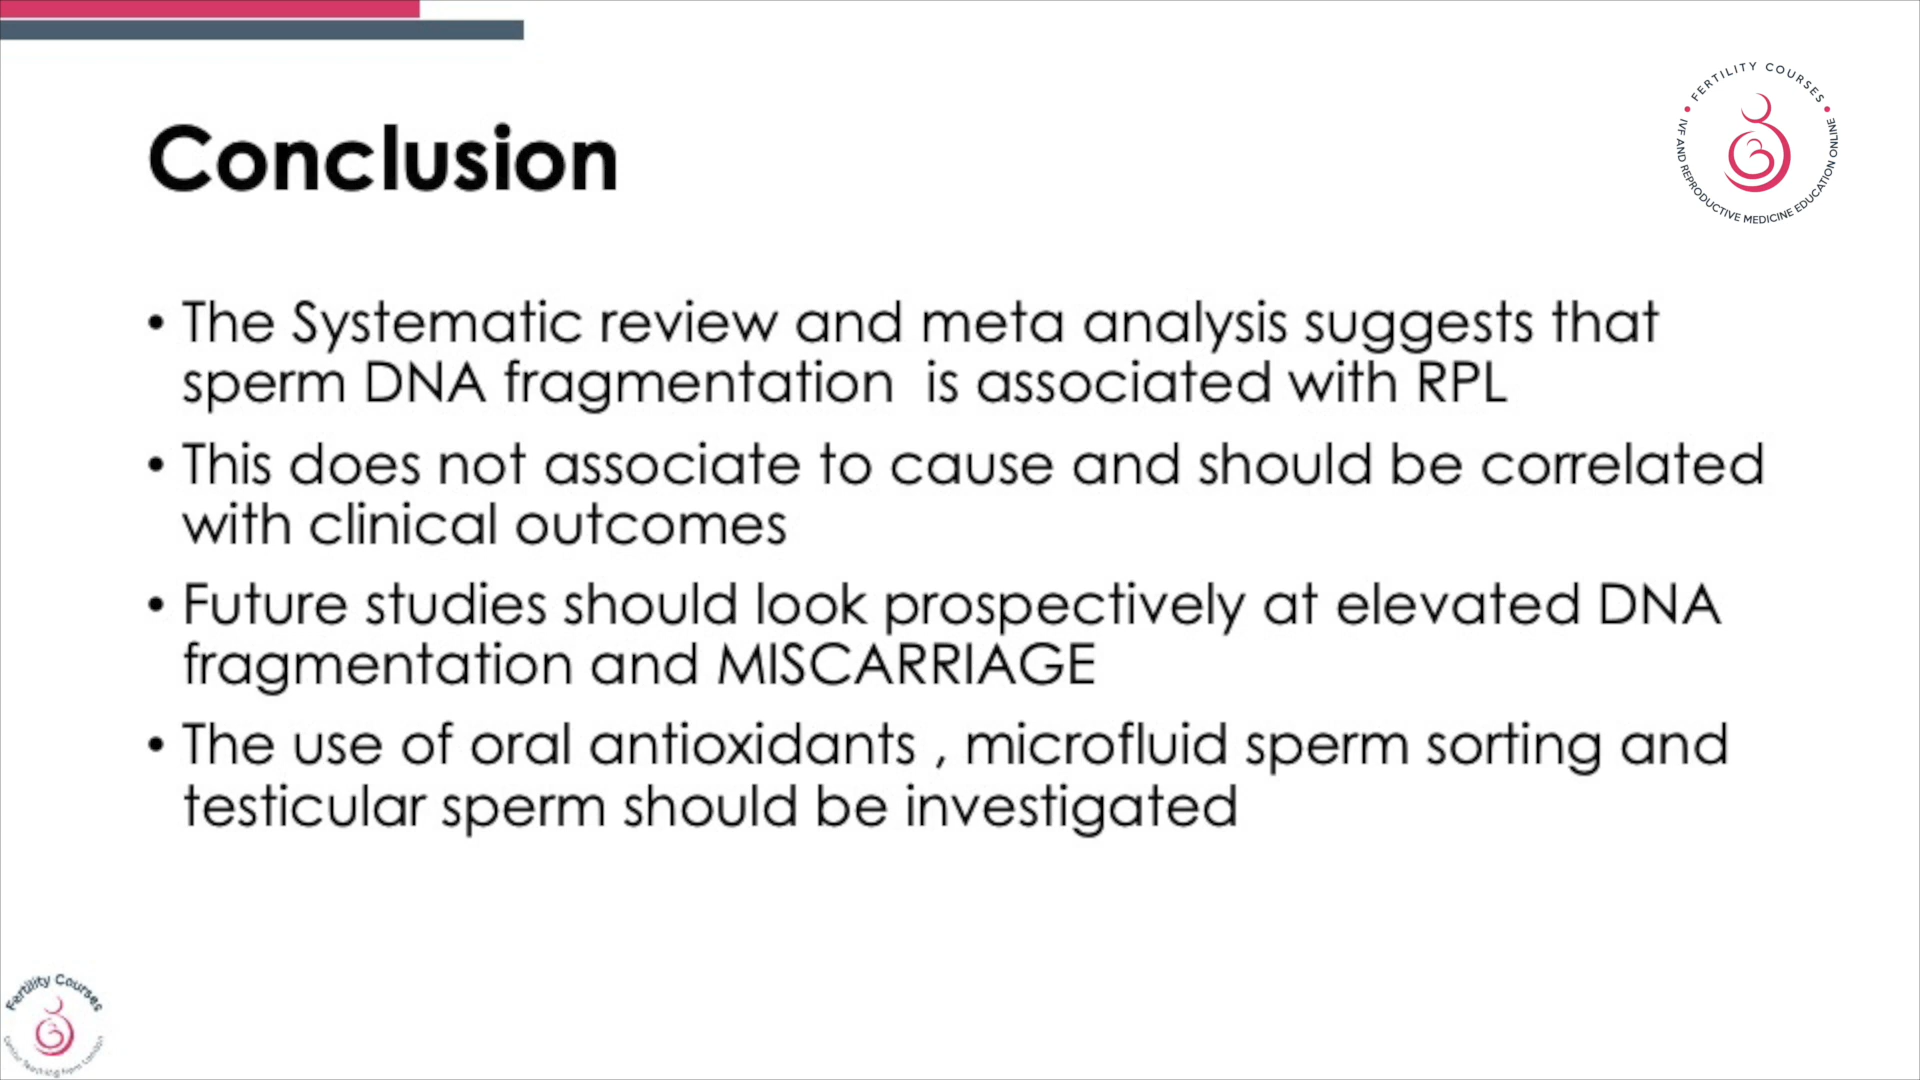 FERTILITY COURSES
IVF AND REPRODUCTIVE MEDICINE EDUCATION ONLINE
Conclusion
• The Systematic review and meta analysis suggests that
sperm DNA fragmentation is associated with RPL
• This does not associate to cause and should be correlated
with clinical outcomes
• Future studies should look prospectively at elevated DNA
fragmentation and MISCARRIAGE
• The use of oral antioxidants , microfluid sperm sorting and
testicular sperm should be investigated
Fertility Courses
Teaching from London